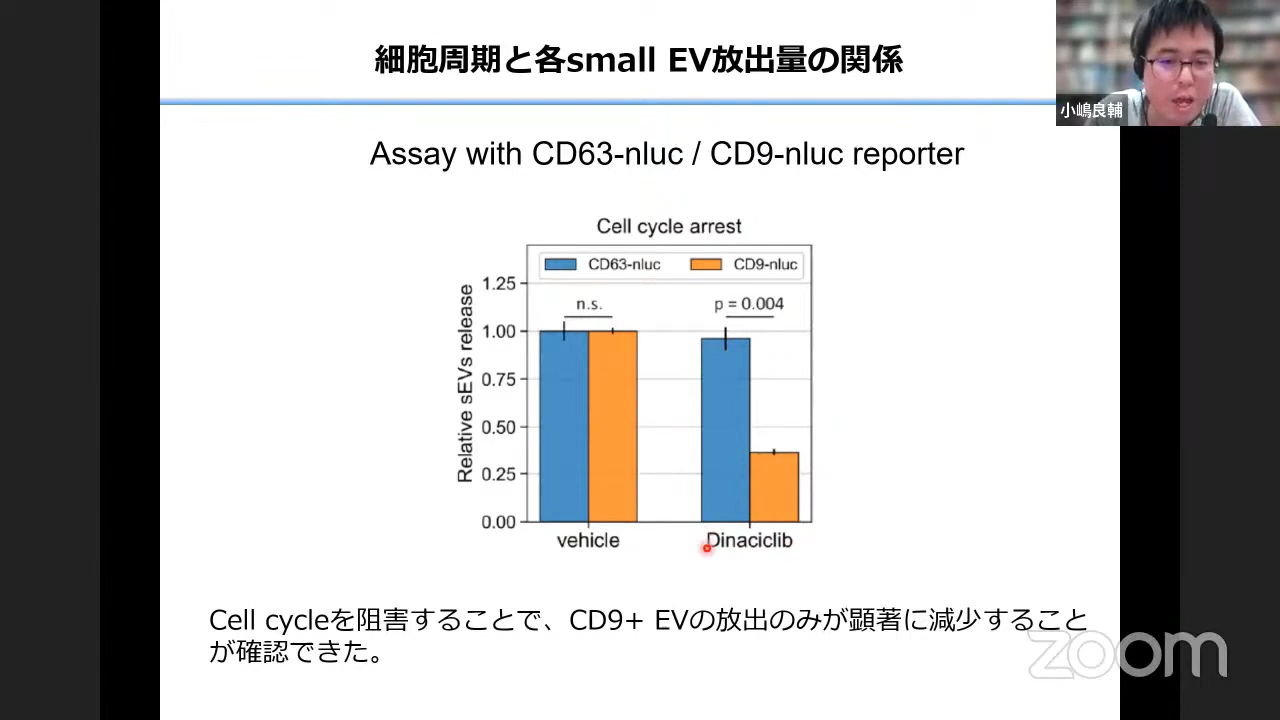 細胞周期と各small EV放出量の関係
小嶋良輔
Assay with CD63-nluc / CD9-nluc reporter
Cell cycle arrest
CD63-nluc
CD9-nluc
Relative sEVs release
1.25
1.00
0.75
0.50
0.25
0.00
n.s.
p = 0.004
vehicle
Dinaciclib
Cell cycleを阻害することで、CD9+ EVの放出のみが顕著に減少すること
が確認できた。
zoom